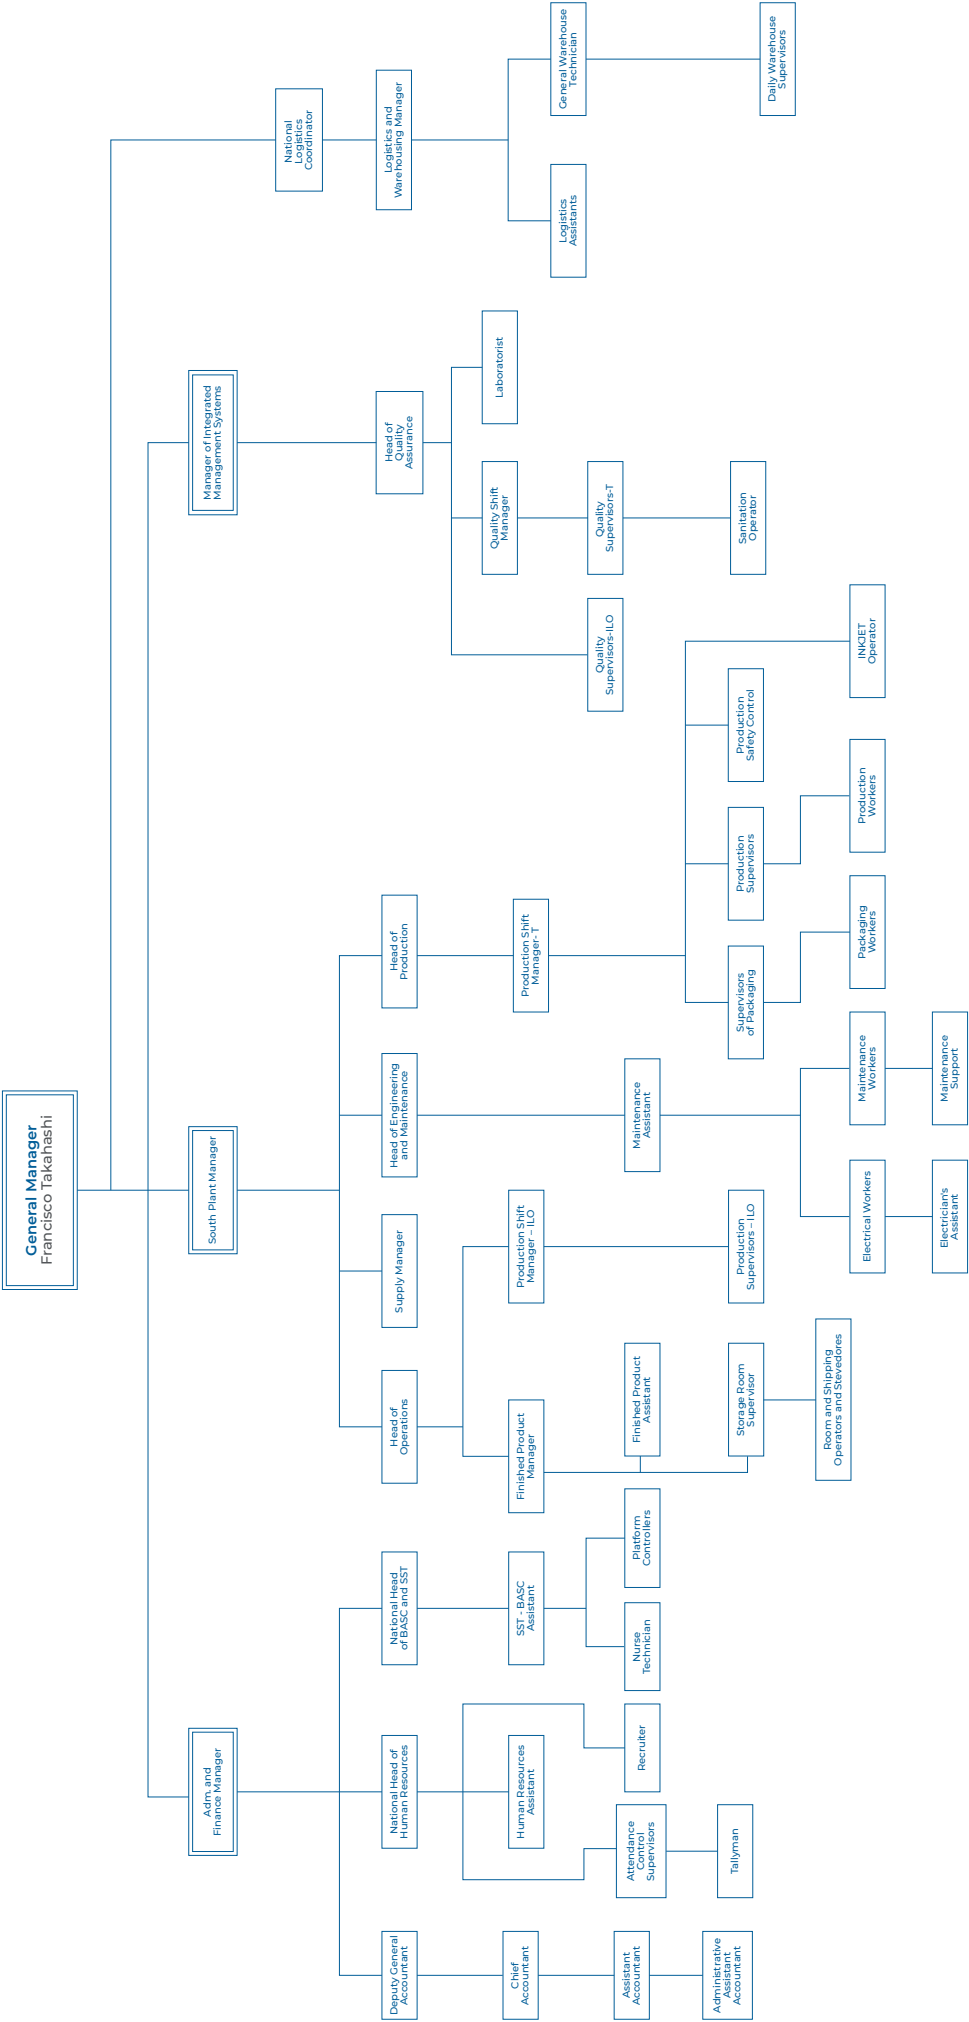 General Manager
Francisco Takahashi
Adm. and
Finance Manager
South Plant Manager
Manager of Integrated
Management Systems
National
Logistics
Coordinator
Deputy General
Accountant
National Head of
Human Resources
National Head
of BASC and SST
Head of
Operations
Supply Manager
Head of Engineering
and Maintenance
Head of
Production
Head of
Quality
Assurance
Logistics and
Warehousing Manager
Chief
Accountant
Human Resources
Assistant
SST - BASC
Assistant
Finished Product
Manager
Production Shift
Manager – ILO
Production Shift
Manager- T
Quality Shift
Manager
Laboratorist
Logistics
Assistants
General Warehouse
Technician
Assistant
Accountant
Attendance
Control
Supervisors
Recruiter
Nurse
Technician
Platform
Controllers
Finished Product
Assistant
Maintenance
Assistant
Quality
Supervisors-ILO
Quality
Supervisors-T
Administrative
Assistant
Accountant
Tallyman
Storage Room
Supervisor
Production
Supervisors – ILO
Supervisors
of Packaging
Production
Supervisors
Production
Safety Control
Sanitation
Operator
Daily Warehouse
Supervisors
Room and Shipping
Operators and Stevedores
Electrical Workers
Maintenance
Workers
Packaging
Workers
Production
Workers
INKJET
Operator
Electrician's
Assistant
Maintenance
Support